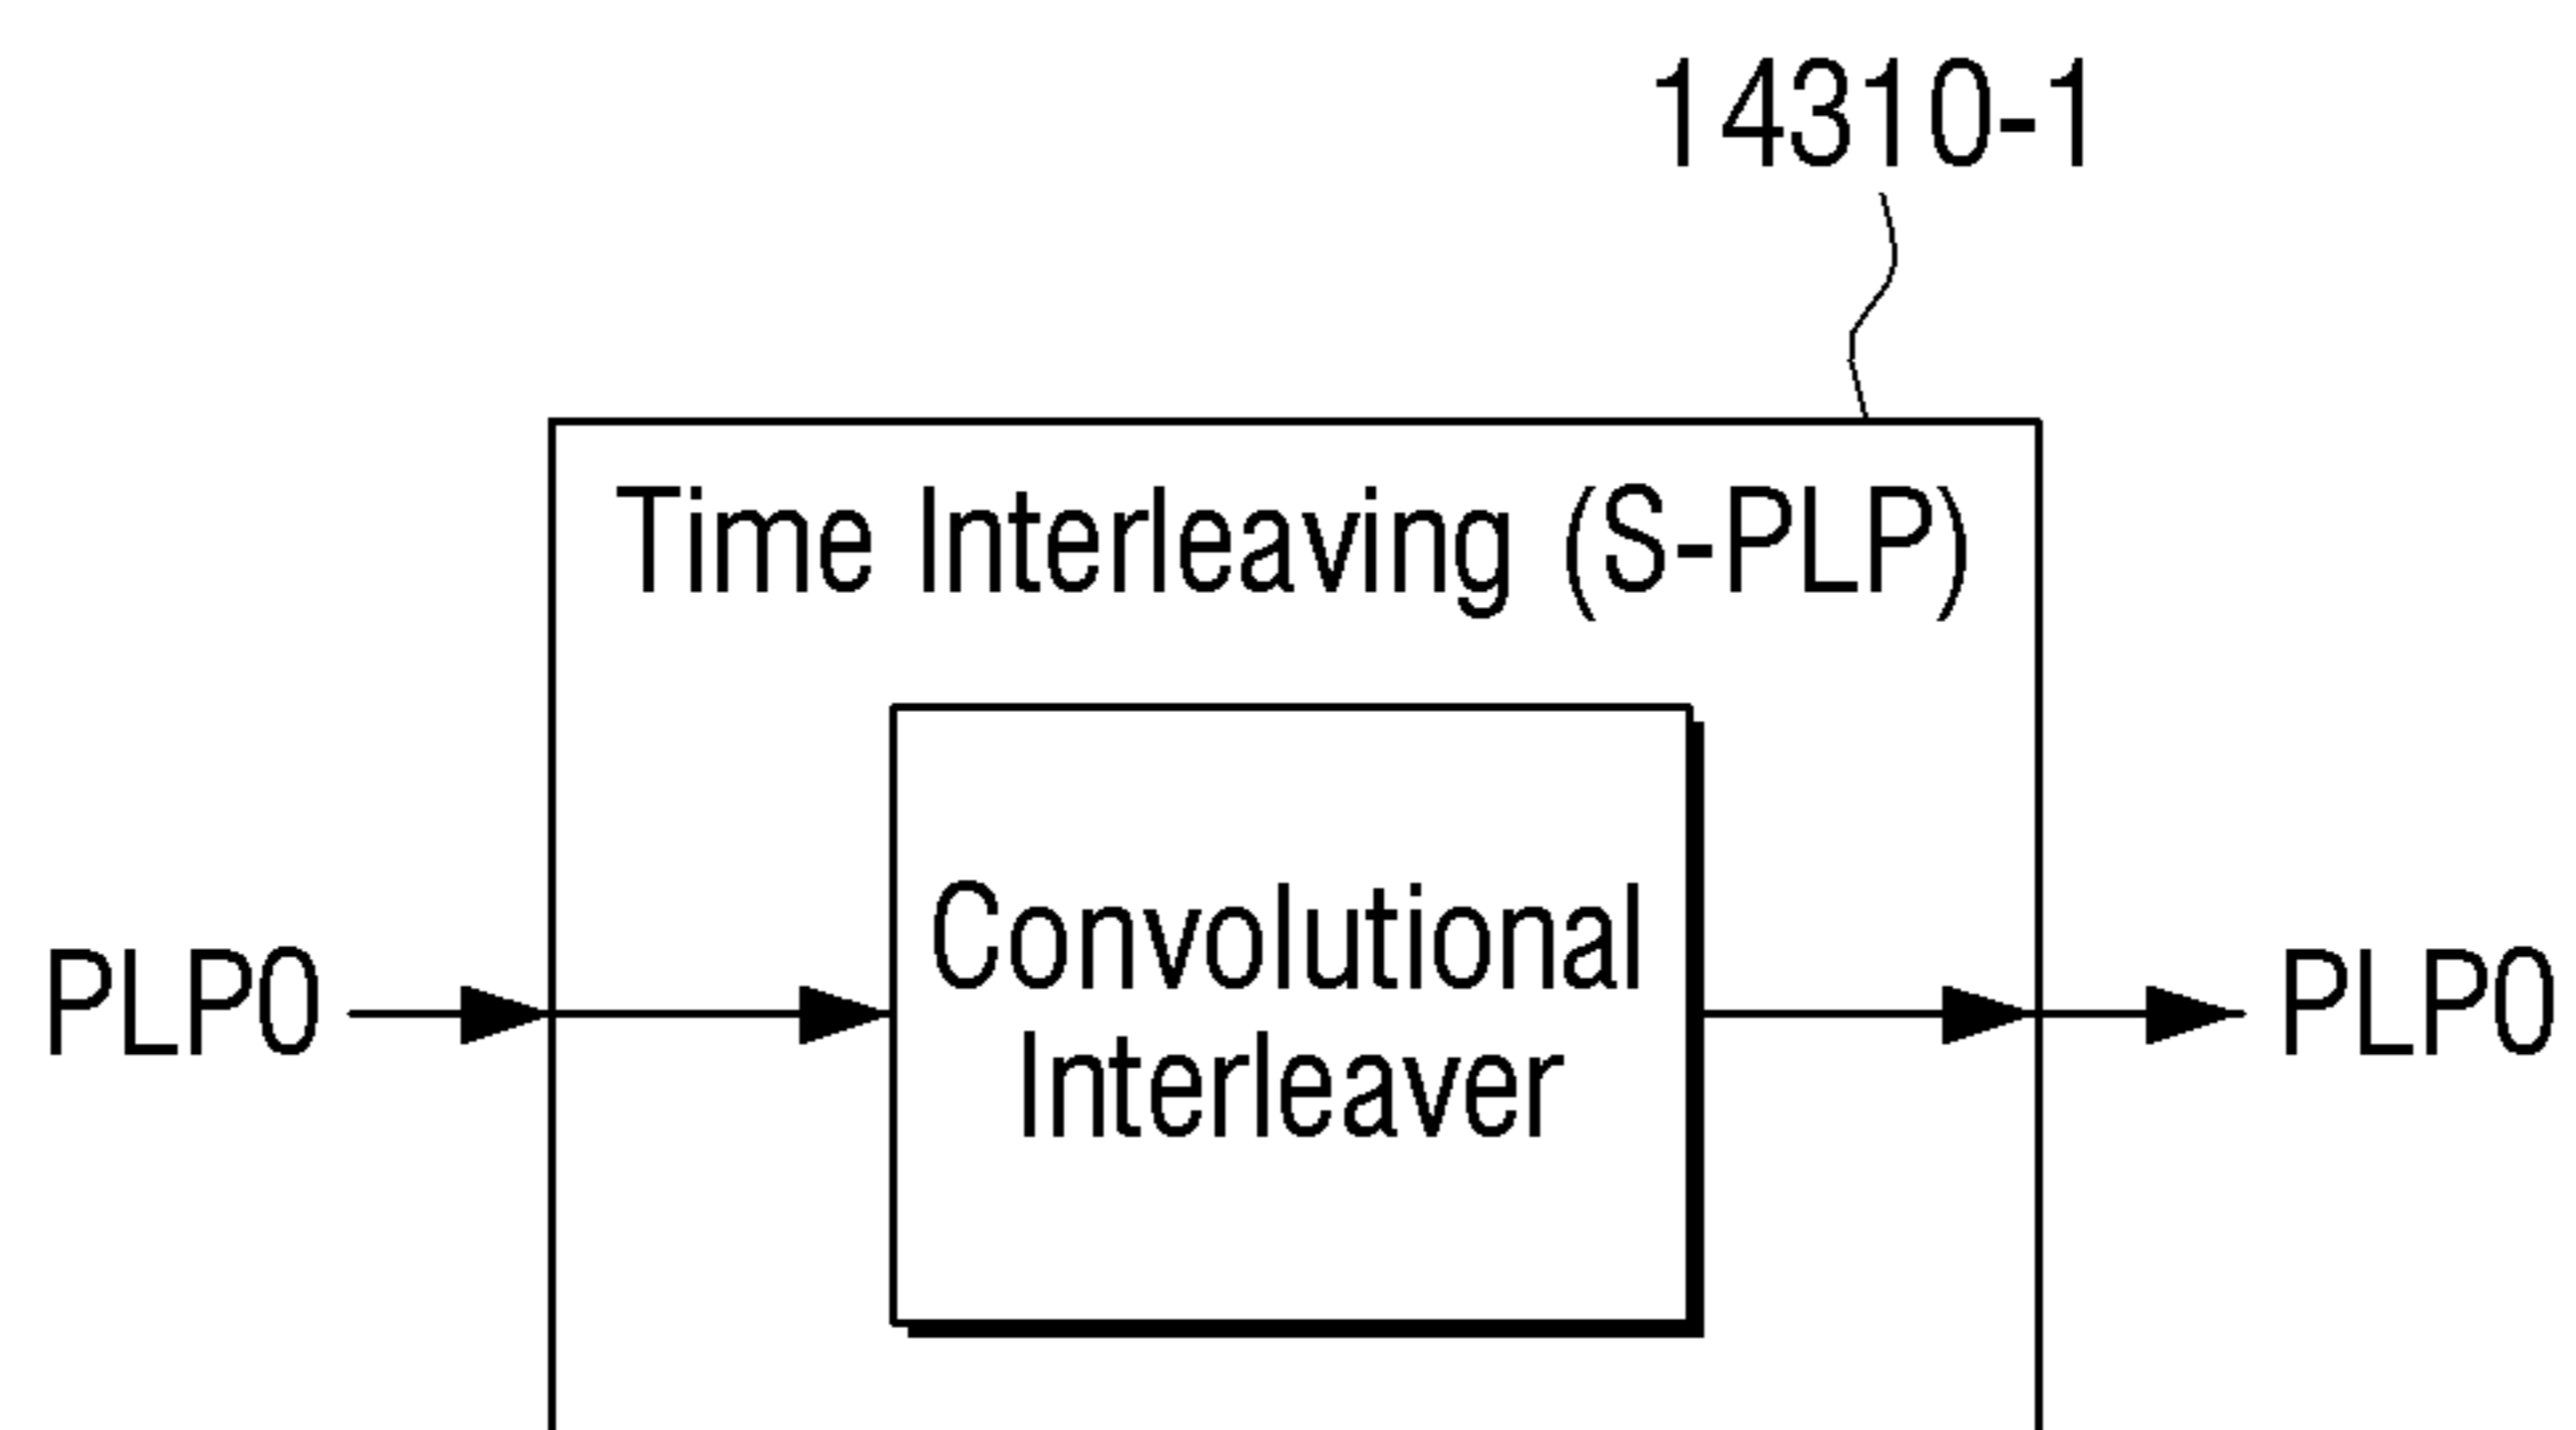 14310-1
Time Interleaving (S-PLP)
Convolutional
Interleaver
PLP0
PLP0